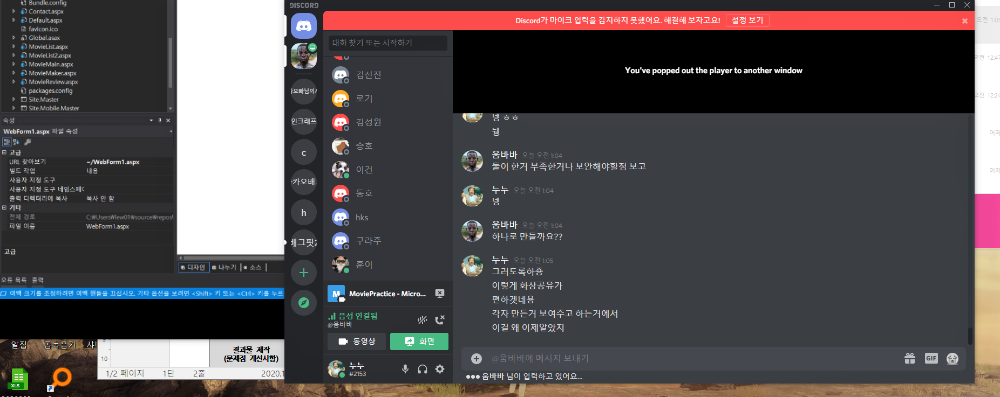 Bundle.config
Contact.aspx
Default.aspx
favicon.ico
Global.asax
MovieList.aspx
MovieList2.aspx
MovieMain.aspx
MovieMaker.aspx
MovieReview.aspx
packages.config
Site.Master
Site.Mobile.Master
속성
WebForm1.aspx 파일 속성
고급
URL 찾아보기 ~/WebForm1.aspx
빌드 작업 내용
사용자 지정 도구
사용자 지정 도구 네임스페이
출력 디렉터리에 복사 복사 안 함
기타
전체 경로 C:₩Users₩lew01₩source₩repos₩
파일 이름 WebForm1.aspx
고급
디자인 나누기 소스
오류 목록 출력
여백 크기를 조정하려면 여백 핸들을 끄십시오. 기타 옵션을 보려면 <Shift> 키 또는 <Ctrl> 키를 누르
알집 곰녹음기
10
결과물 제작
(문제점 개선사항)
1/2 페이지 1단 2줄 2020.1
XLS
DISCORD
Discord가 마이크 입력을 감지하지 못했어요. 해결해 보자고요! 설정 보기
대화 찾기 또는 시작하기
인크래프
c
h
김선진
로기
김성원
승호
이건
동호
hks
구라주
훈이
M MoviePractice - Micro...
음성 연결됨
@움바바
동영상 화면
누누
#2153
You've popped out the player to another window
넹 ㅎㅎ
넿
움바바 오늘 오전 1:04
둘이 한거 부족한거나 보안해야할점 보고
누누 오늘 오전 1:04
넹
움바바 오늘 오전 1:04
하나로 만들까요??
누누 오늘 오전 1:05
그러도록하죵
이렇게 화상공유가
편하겟네용
각자 만든거 보여주고 하는거에서
이걸 왜 이제알았지
@움바바에 메시지 보내기
GIF
움바바 님이 입력하고 있어요...
오전 1:03
오전 12:47
오전 12:24
어제
어제